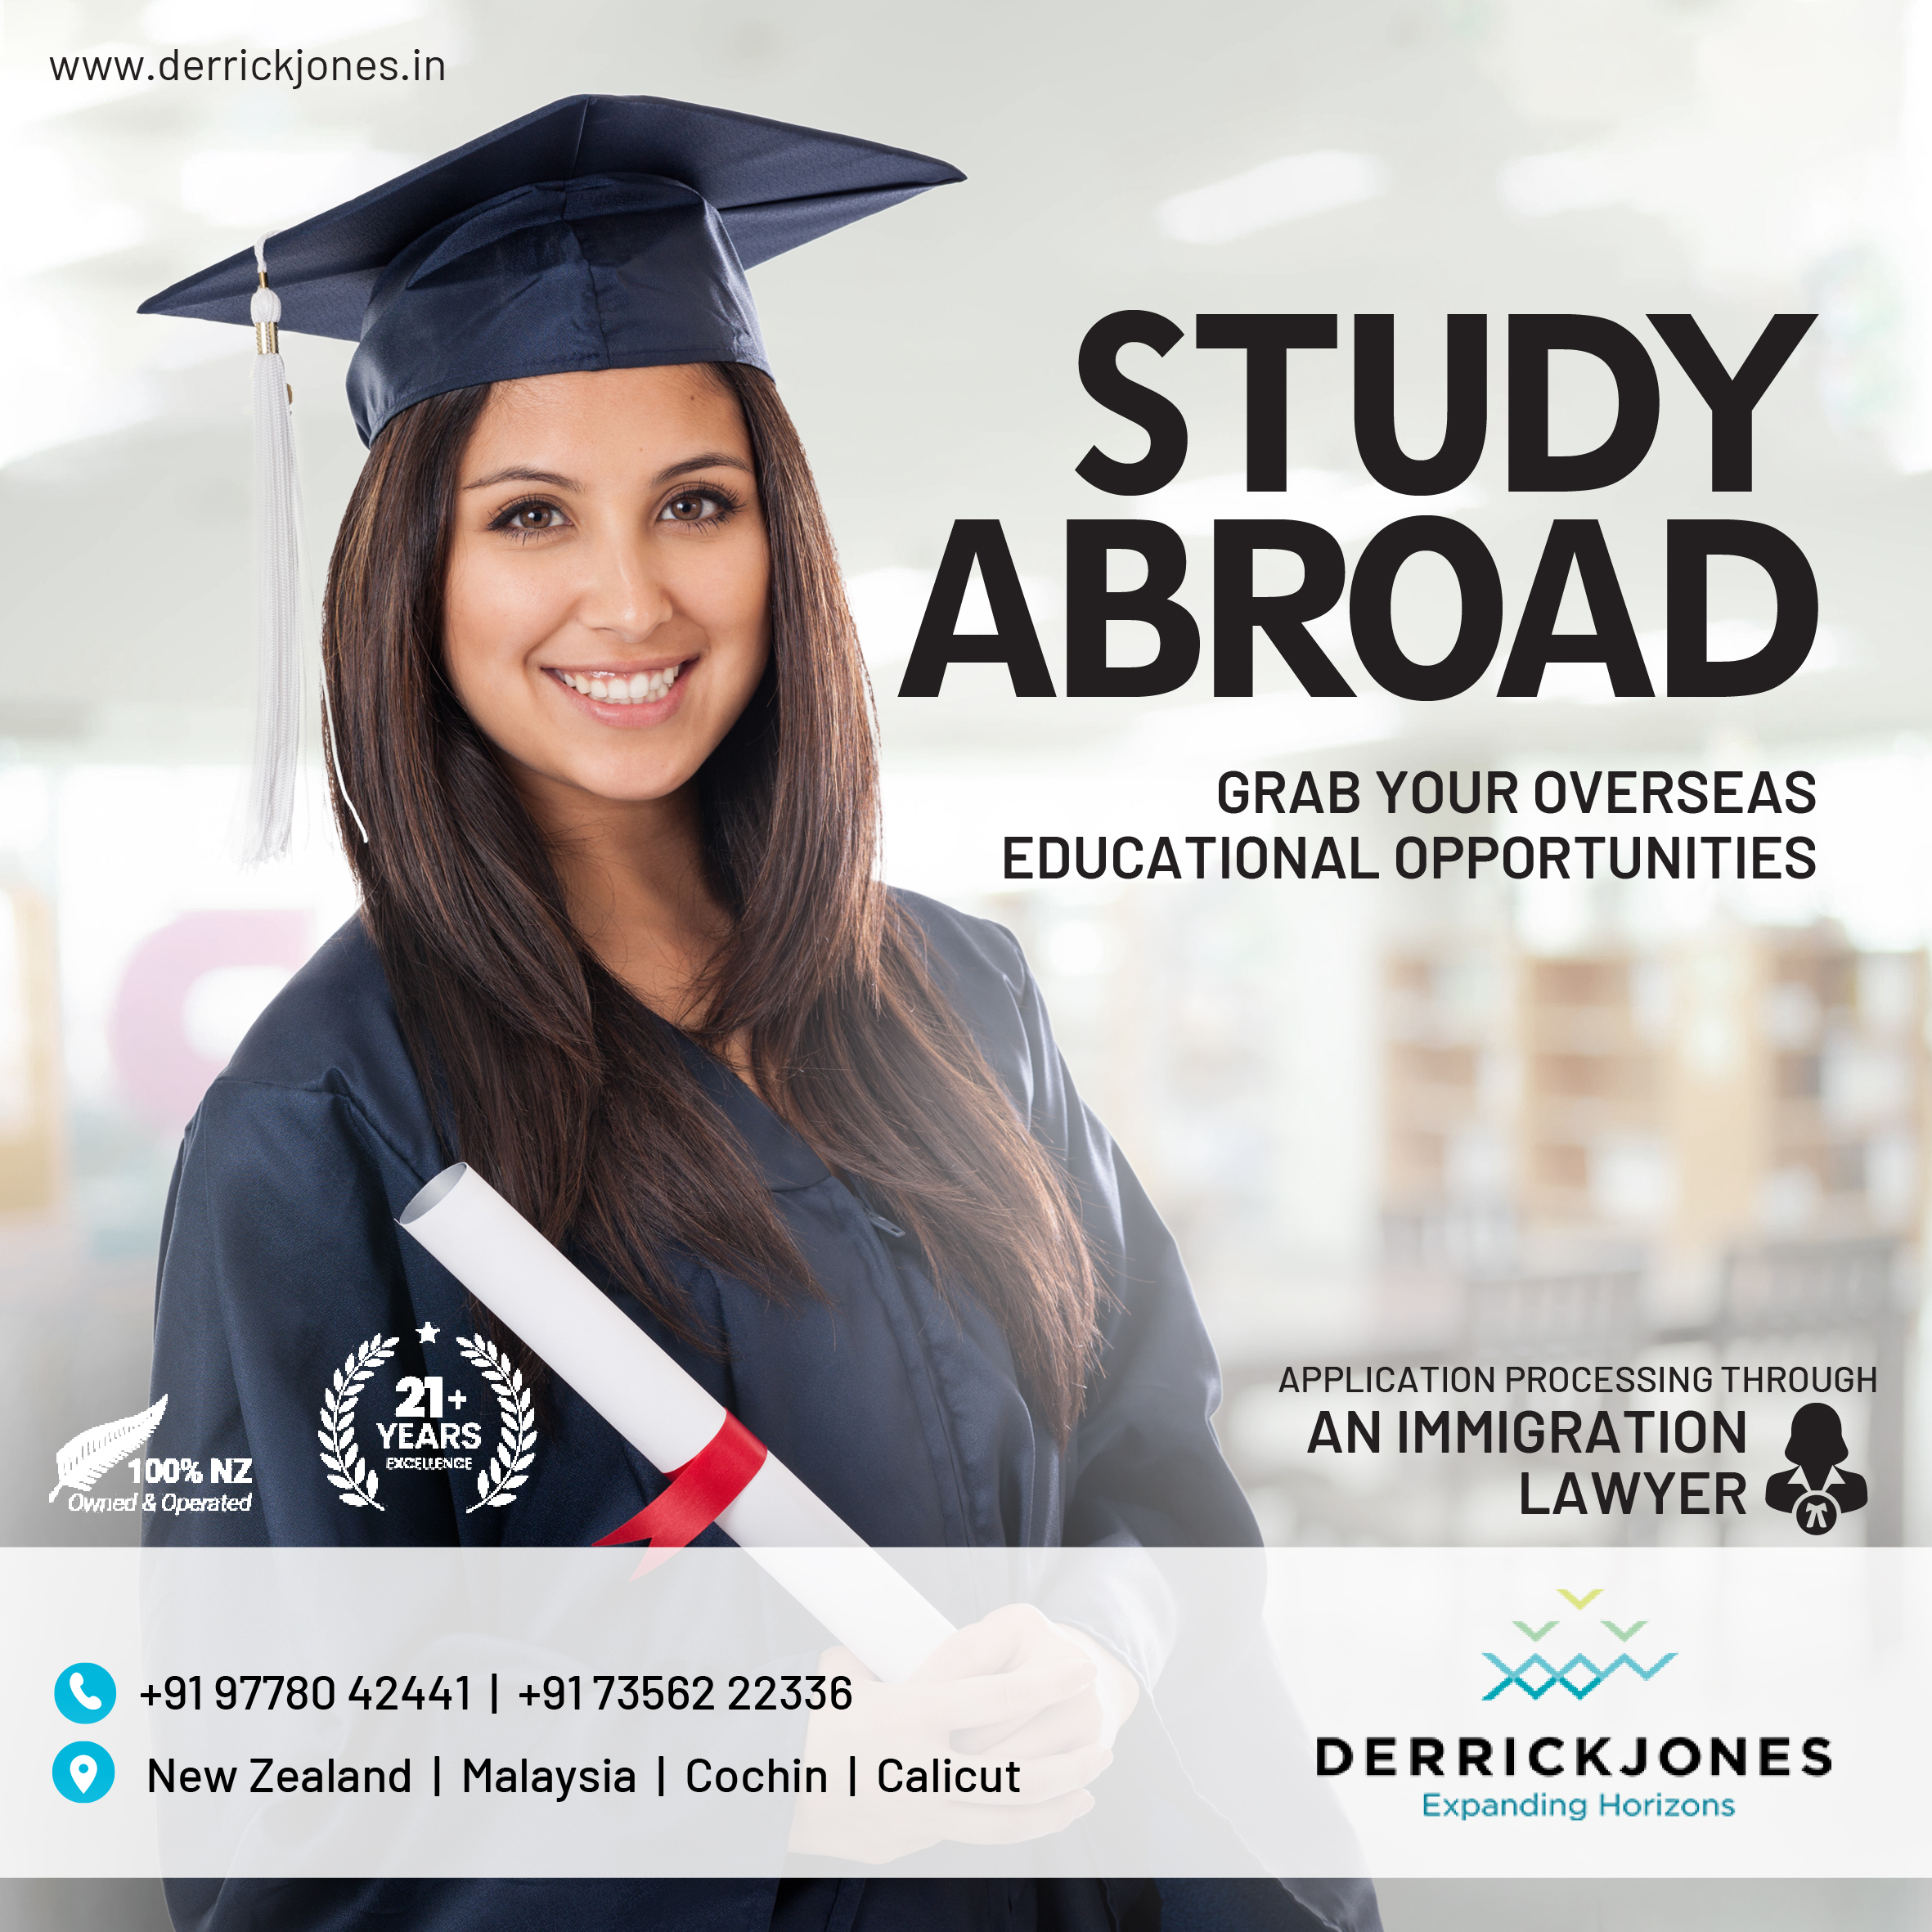 www.derrickjones.in
STUDY
ABROAD
GRAB YOUR OVERSEAS
EDUCATIONAL OPPORTUNITIES
100% NZ
Owned & Operated
21+
YEARS
EXCELLENCE
APPLICATION PROCESSING THROUGH
AN IMMIGRATION
LAWYER
+91 97780 42441 | +91 73562 22336
New Zealand | Malaysia | Cochin | Calicut
DERRICKJONES
Expanding Horizons